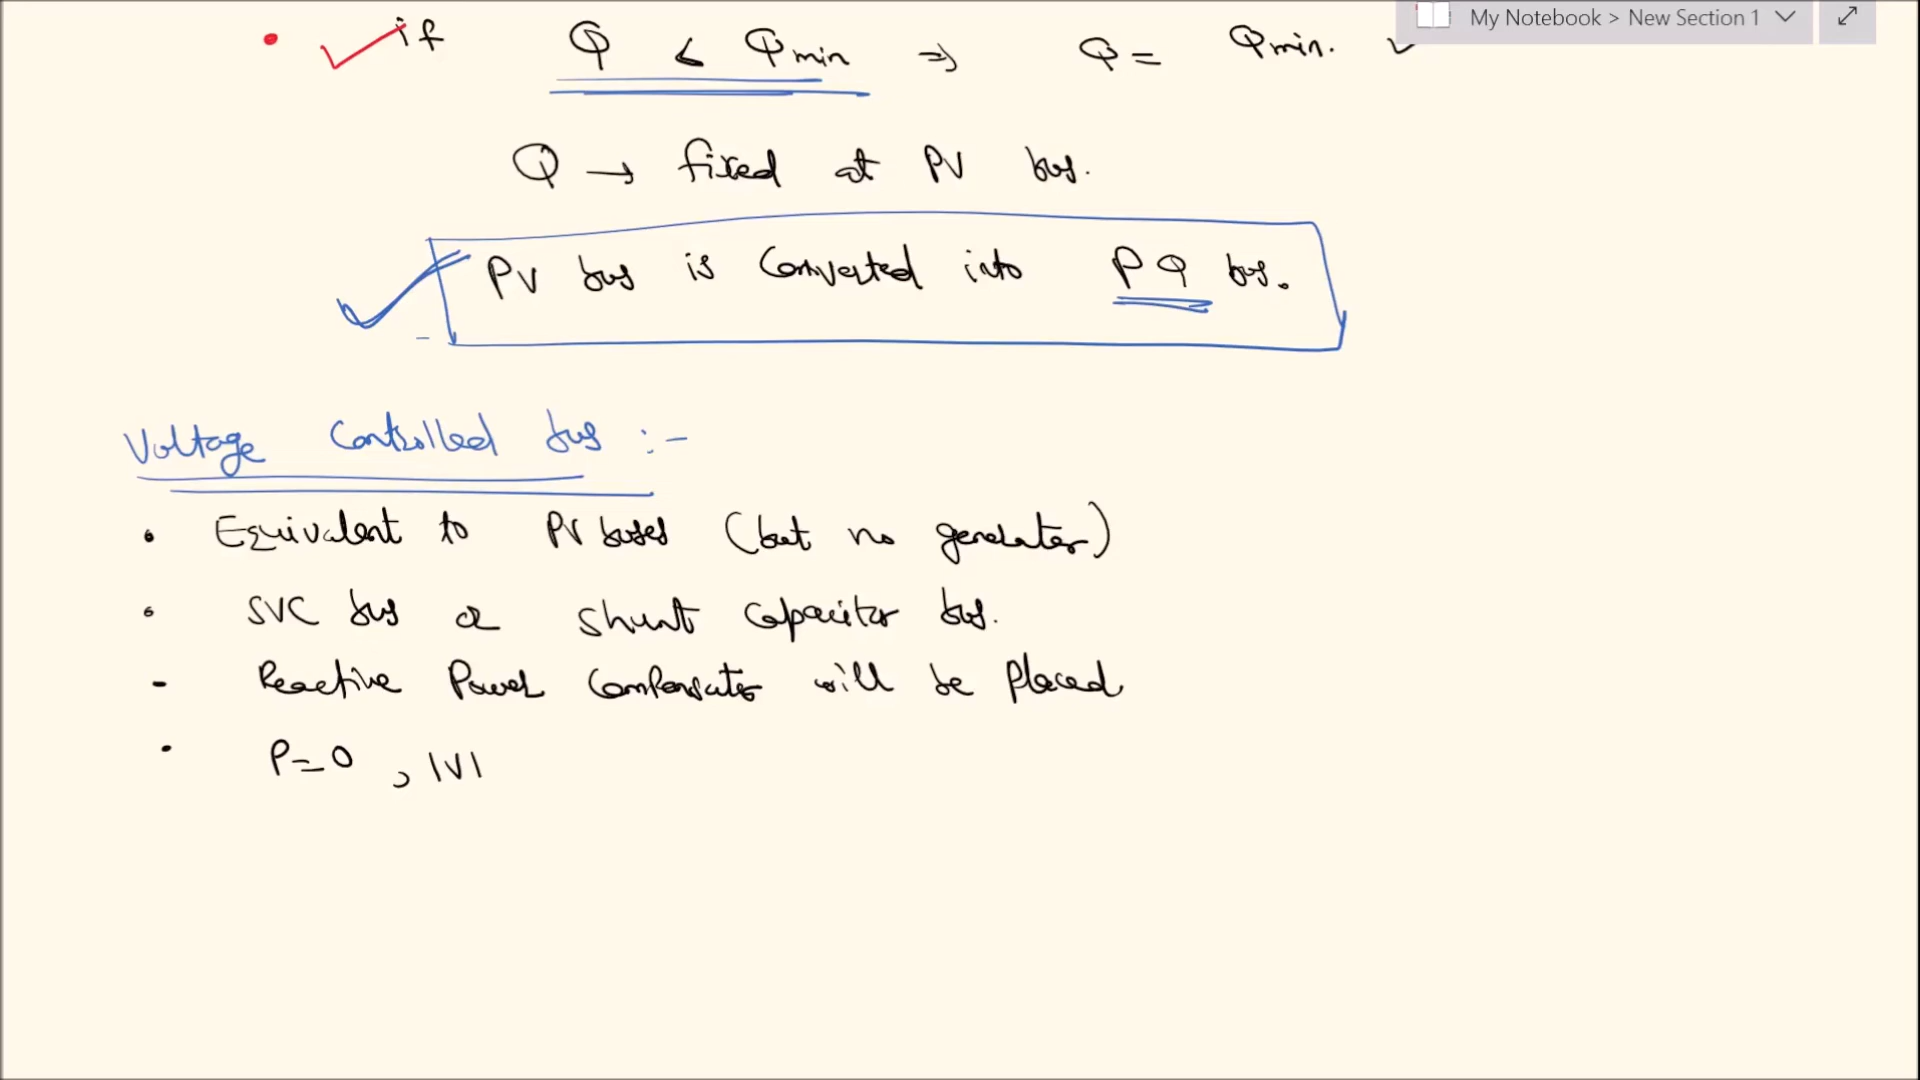 My Notebook > New Section 1
• if Q < Qmin ⇒ Q = Qmin.
Q → fixed at PV bus.
PV bus is Converted into PQ bus.
Voltage Controlled bus :-
• Equivalent to PV buses (but no generator)
• SVC bus or shunt capacitor bus.
- Reactive Power Compensator will be placed
• P=0 , |V|